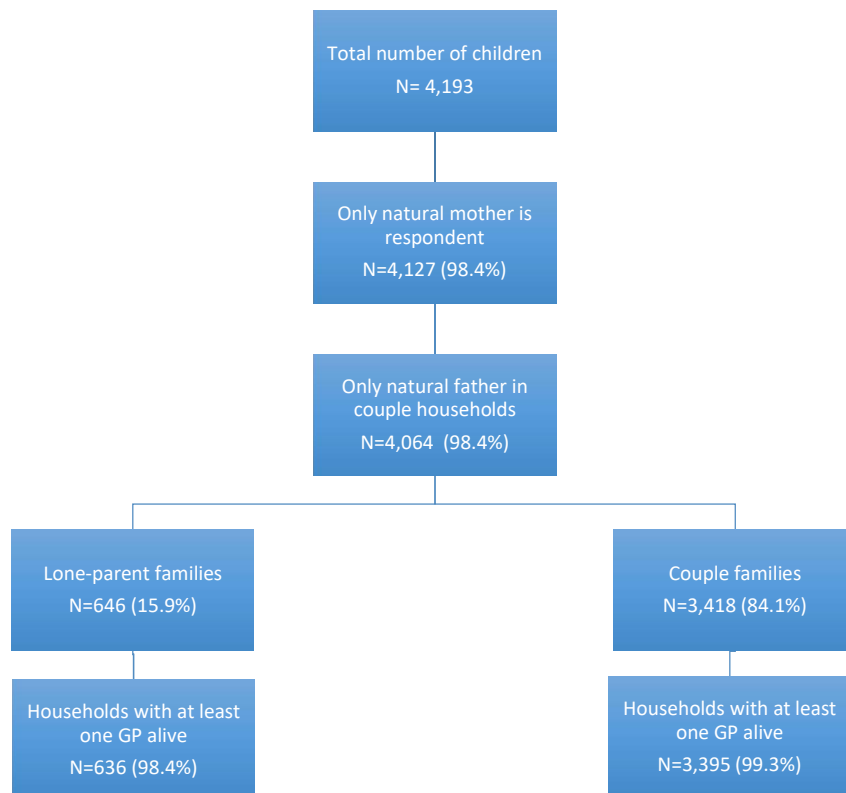 Total number of children
N= 4,193
Only natural mother is
respondent
N=4,127 (98.4%)
Only natural father in
couple households
N=4,064 (98.4%)
Lone-parent families
N=646 (15.9%)
Couple families
N=3,418 (84.1%)
Households with at least
one GP alive
N=636 (98.4%)
Households with at least
one GP alive
N=3,395 (99.3%)